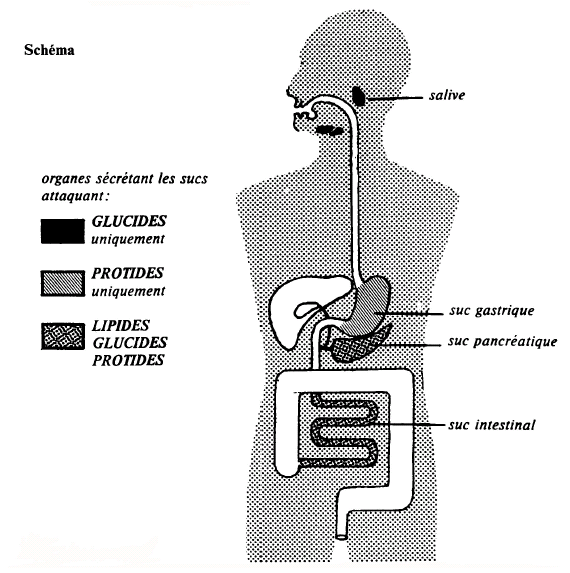 Schéma
salive
organes sécrétant les sucs
attaquant :
GLUCIDES
uniquement
PROTIDES
uniquement
LIPIDES
GLUCIDES
PROTIDES
suc gastrique
suc pancréatique
suc intestinal